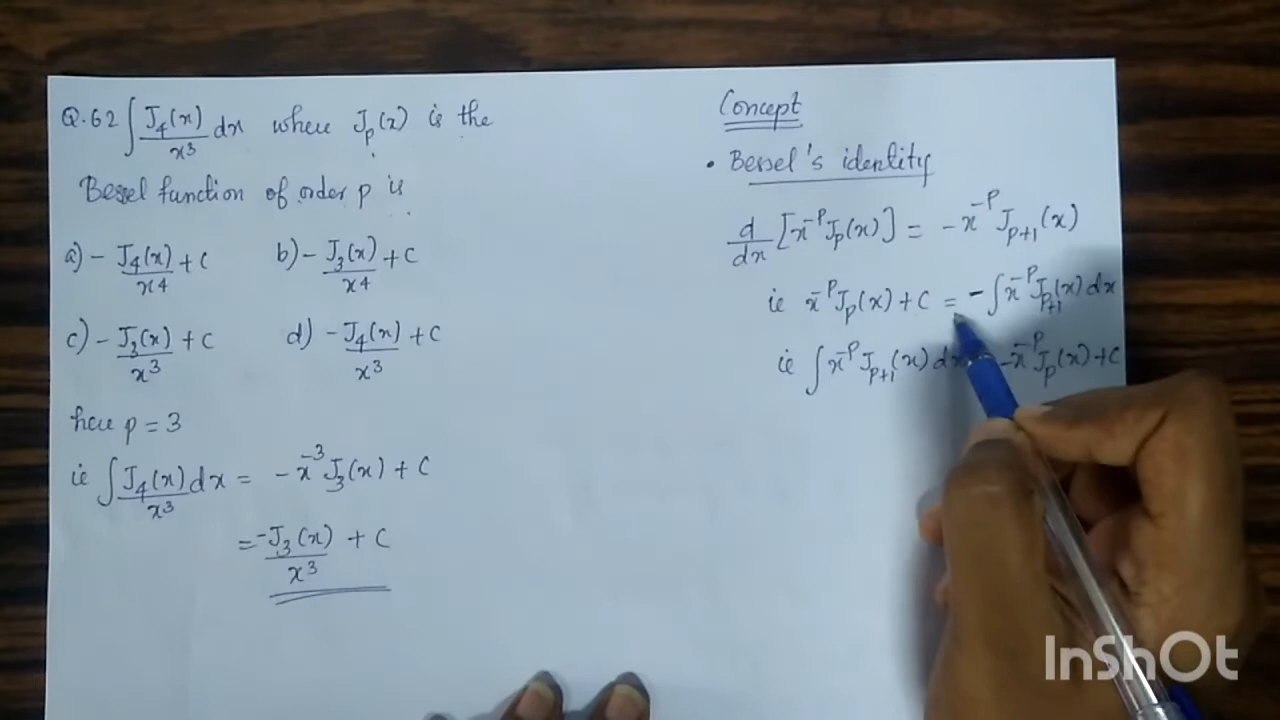 Q.62 ∫ J₄(x)/x³ dx where Jₚ(x) is the
Bessel function of order p is
a) - J₄(x)/x⁴ + C b) - J₃(x)/x⁴ + C
c) - J₃(x)/x³ + C d) - J₄(x)/x³ + C
here p = 3
ie ∫ J₄(x)/x³ dx = - x⁻³ J₃(x) + C
= -J₃(x)/x³ + C
Concept
• Bessel's identity
d/dx [x⁻ᵖ Jₚ(x)] = - x⁻ᵖ Jₚ₊₁(x)
ie x⁻ᵖ Jₚ(x) + C = - ∫ x⁻ᵖ Jₚ₊₁(x) dx
ie ∫ x⁻ᵖ Jₚ₊₁(x) dx - x⁻ᵖ Jₚ(x) + C
InShOt